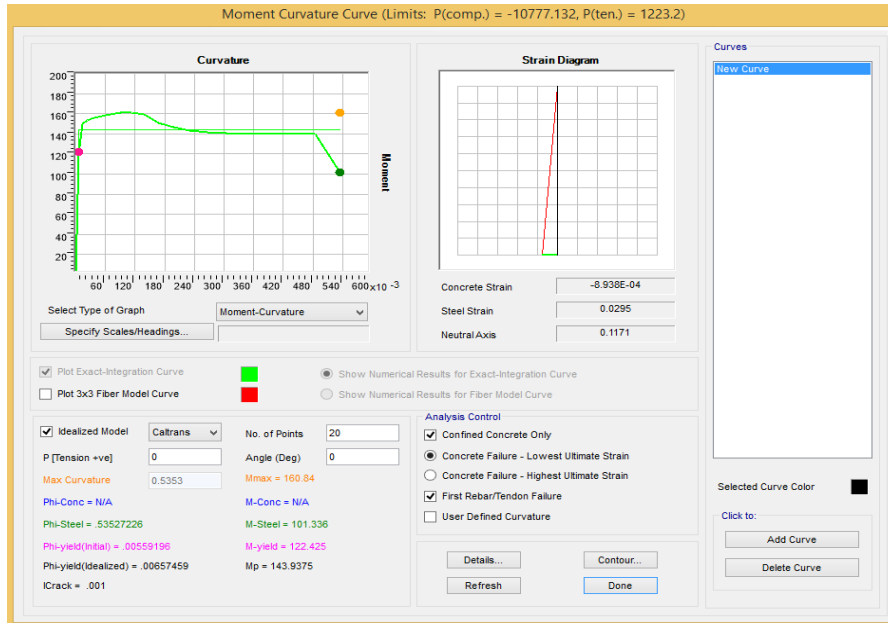 Moment Curvature Curve (Limits: P(comp.) = -10777.132, P(ten.) = 1223.2)
Curvature
200
180
160
140
120
100
80
60
40
20
Moment
60 120 180 240 300 360 420 480 540 600 x10 -3
Select Type of Graph
Moment-Curvature
Specify Scales/Headings...
Strain Diagram
Concrete Strain
-8.938E-04
Steel Strain
0.0295
Neutral Axis
0.1171
Curves
New Curve
Plot Exact-Integration Curve
Show Numerical Results for Exact-Integration Curve
Plot 3x3 Fiber Model Curve
Show Numerical Results for Fiber Model Curve
Idealized Model
Caltrans
No. of Points
20
P [Tension +ve]
0
Angle (Deg)
0
Max Curvature
0.5353
Mmax = 160.84
Phi-Conc = N/A
M-Conc = N/A
Phi-Steel = .53527226
M-Steel = 101.336
Phi-yield(Initial) = .00559196
M-yield = 122.425
Phi-yield(Idealized) = .00657459
Mp = 143.9375
ICrack = .001
Analysis Control
Confined Concrete Only
Concrete Failure - Lowest Ultimate Strain
Concrete Failure - Highest Ultimate Strain
First Rebar/Tendon Failure
User Defined Curvature
Details...
Contour...
Refresh
Done
Selected Curve Color
Click to:
Add Curve
Delete Curve